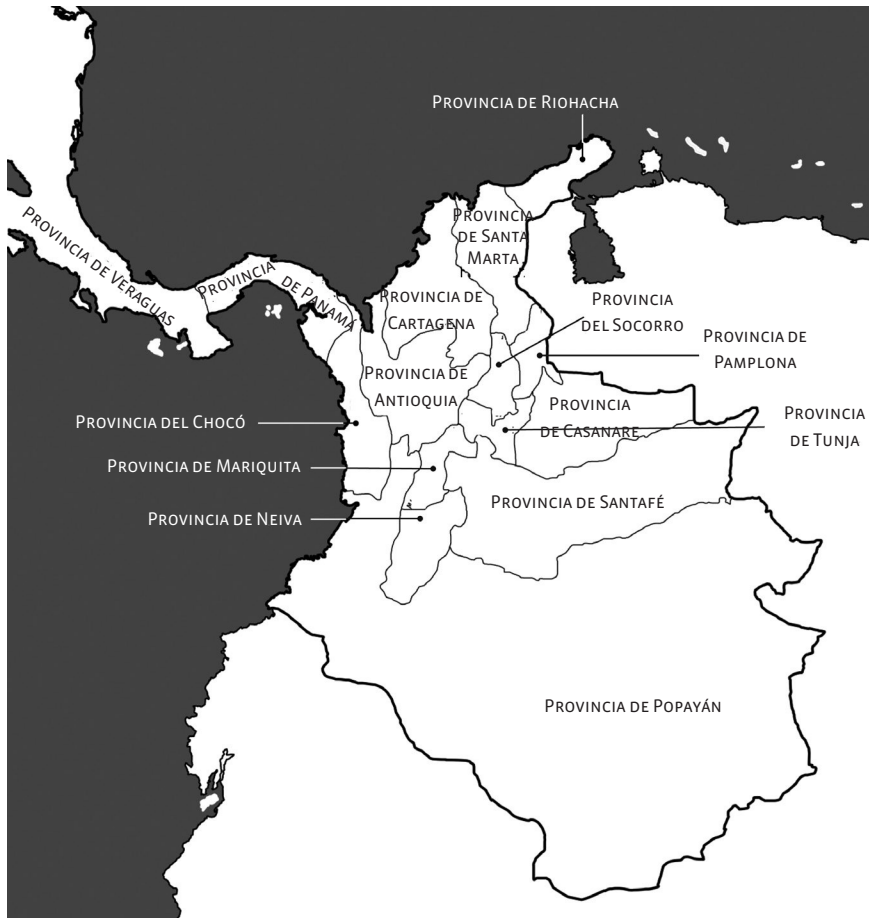 Provincia de Riohacha
Provincia
de Santa
Marta
Provincia de Veraguas
Provincia
de Panamá
Provincia de
Cartagena
Provincia
del Socorro
Provincia de
Pamplona
Provincia de
Antioquia
Provincia
de Casanare
Provincia
de Tunja
Provincia del Chocó
Provincia de Mariquita
Provincia de Santafé
Provincia de Neiva
Provincia de Popayán